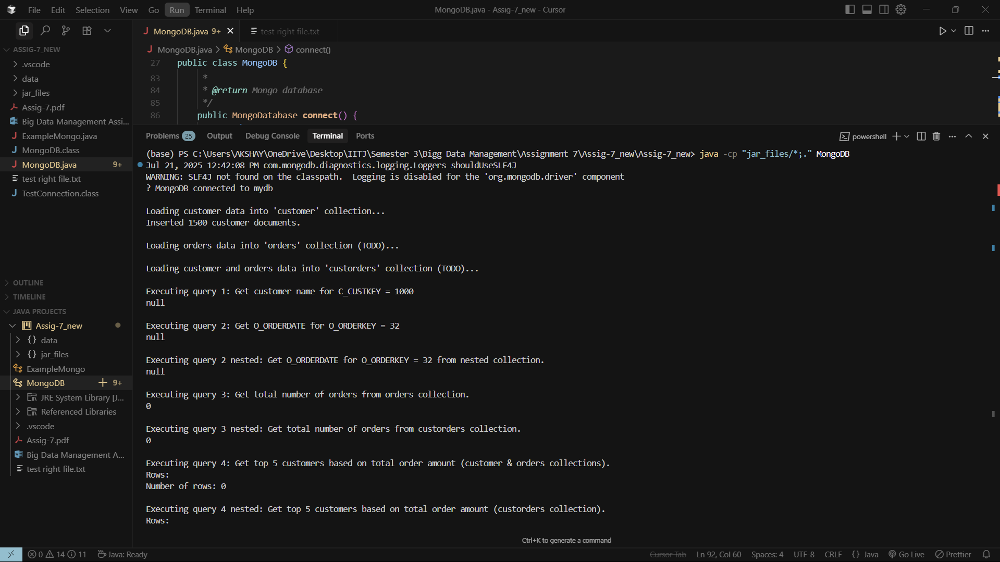 File Edit Selection View Go Run Terminal Help
MongoDB.java - Assig-7_new - Cursor
ASSIG-7_NEW
.vscode
data
jar_files
Assig-7.pdf
Big Data Management Assi...
ExampleMongo.java
MongoDB.class
MongoDB.java 9+
test right file.txt
TestConnection.class
OUTLINE
TIMELINE
JAVA PROJECTS
Assig-7_new
{} data
{} jar_files
ExampleMongo
MongoDB 9+
JRE System Library [J...
Referenced Libraries
.vscode
Assig-7.pdf
Big Data Management A...
test right file.txt
MongoDB.java 9+
test right file.txt
MongoDB.java > MongoDB > connect()
27 public class MongoDB {
83 *
84 * @return Mongo database
85 */
86 public MongoDatabase connect() {
Problems 25 Output Debug Console Terminal Ports
powershell
(base) PS C:\Users\AKSHAY\OneDrive\Desktop\IITJ\Semester 3\Bigg Data Management\Assignment 7\Assig-7_new\Assig-7_new> java -cp "jar_files/*;." MongoDB
Jul 21, 2025 12:42:08 PM com.mongodb.diagnostics.logging.Loggers shouldUseSLF4J
WARNING: SLF4J not found on the classpath.  Logging is disabled for the 'org.mongodb.driver' component
? MongoDB connected to mydb
Loading customer data into 'customer' collection...
Inserted 1500 customer documents.
Loading orders data into 'orders' collection (TODO)...
Loading customer and orders data into 'custorders' collection (TODO)...
Executing query 1: Get customer name for C_CUSTKEY = 1000
null
Executing query 2: Get O_ORDERDATE for O_ORDERKEY = 32
null
Executing query 2 nested: Get O_ORDERDATE for O_ORDERKEY = 32 from nested collection.
null
Executing query 3: Get total number of orders from orders collection.
0
Executing query 3 nested: Get total number of orders from custorders collection.
0
Executing query 4: Get top 5 customers based on total order amount (customer & orders collections).
Rows:
Number of rows: 0
Executing query 4 nested: Get top 5 customers based on total order amount (custorders collection).
Rows:
Ctrl+K to generate a command
0 14 11 Java: Ready
Cursor Tab Ln 92, Col 60 Spaces: 4 UTF-8 CRLF {} Java Go Live Prettier